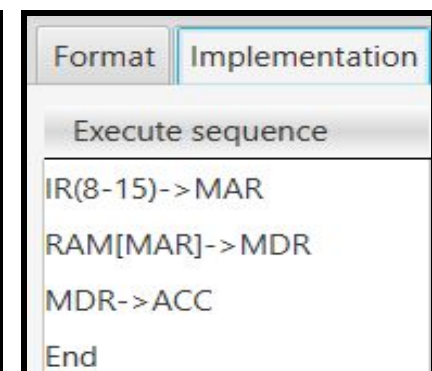 Format Implementation
Execute sequence
IR(8-15)->MAR
RAM[MAR]->MDR
MDR->ACC
End